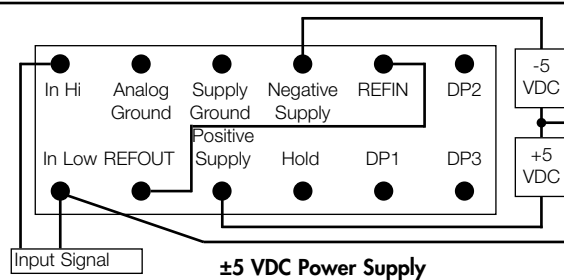 In Hi
Analog
Ground
Supply
Ground
Negative
Supply
REFIN
DP2
-5
VDC
In Low
REFOUT
Positive
Supply
Hold
DP1
DP3
+5
VDC
Input Signal
±5 VDC Power Supply